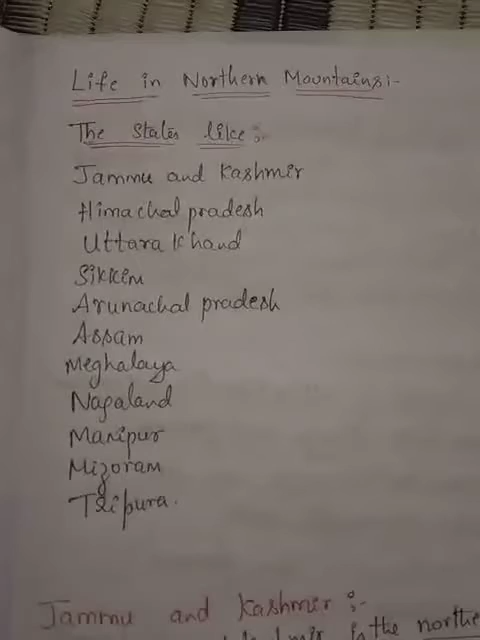 Life in Northern Mountains:-
The States like:-
Jammu and Kashmir
Himachal pradesh
Uttarakhand
Sikkem
Arunachal pradesh
Assam
Meghalaya
Nagaland
Manipur
Mizoram
Tripura.
Jammu and Kashmir :-
in the northe